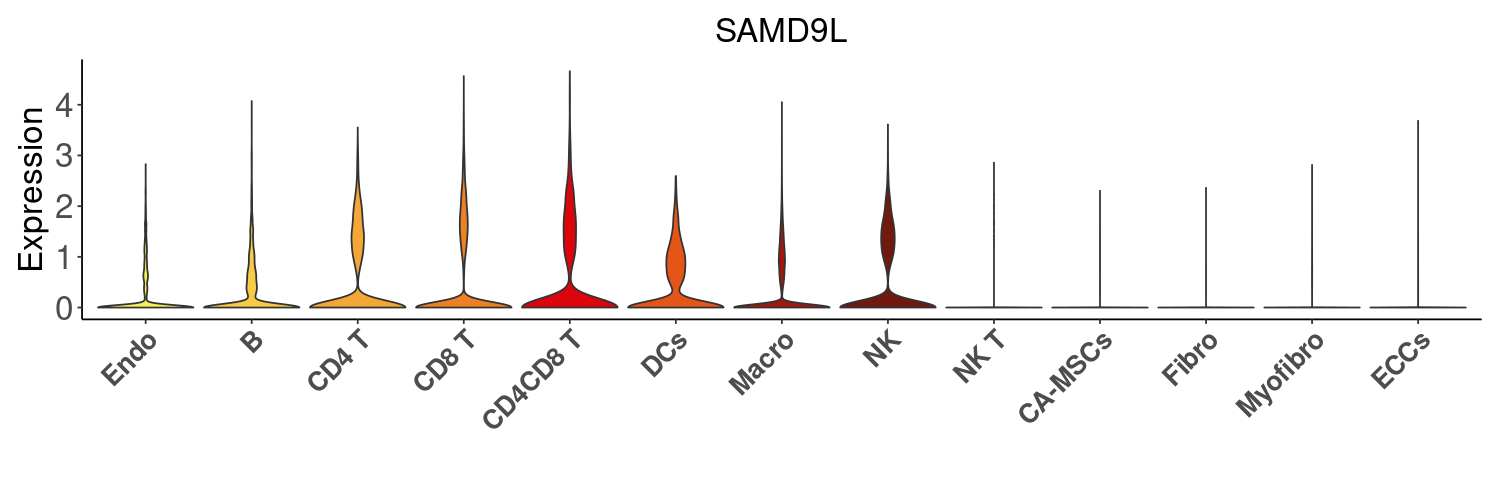 SAMD9L
Expression
4
3
2
1
0
Endo
B
CD4 T
CD8 T
CD4CD8 T
DCs
Macro
NK
NK T
CA-MSCs
Fibro
Myofibro
ECCs